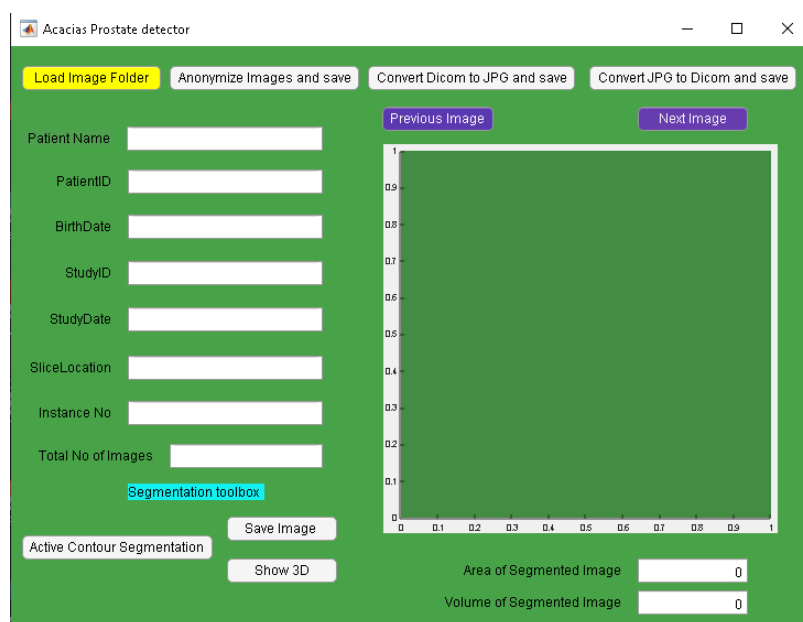 Acacias Prostate detector
Load Image Folder
Anonymize Images and save
Convert Dicom to JPG and save
Convert JPG to Dicom and save
Previous Image
Next Image
Patient Name
PatientID
BirthDate
StudyID
StudyDate
SliceLocation
Instance No
Total No of Images
Segmentation toolbox
Save Image
Active Contour Segmentation
Show 3D
1
0.9
0.8
0.7
0.6
0.5
0.4
0.3
0.2
0.1
0
0 0.1 0.2 0.3 0.4 0.5 0.6 0.7 0.8 0.9 1
Area of Segmented Image 0
Volume of Segmented Image 0